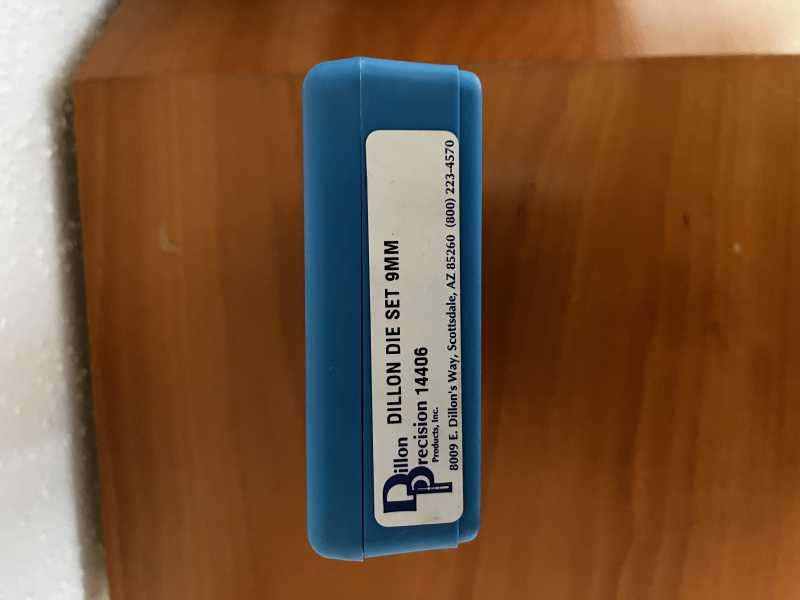 DILLON DIE SET 9MM
Dillon
Precision 14406
Products, Inc.
8009 E. Dillon's Way, Scottsdale, AZ 85260 (800) 223-4570